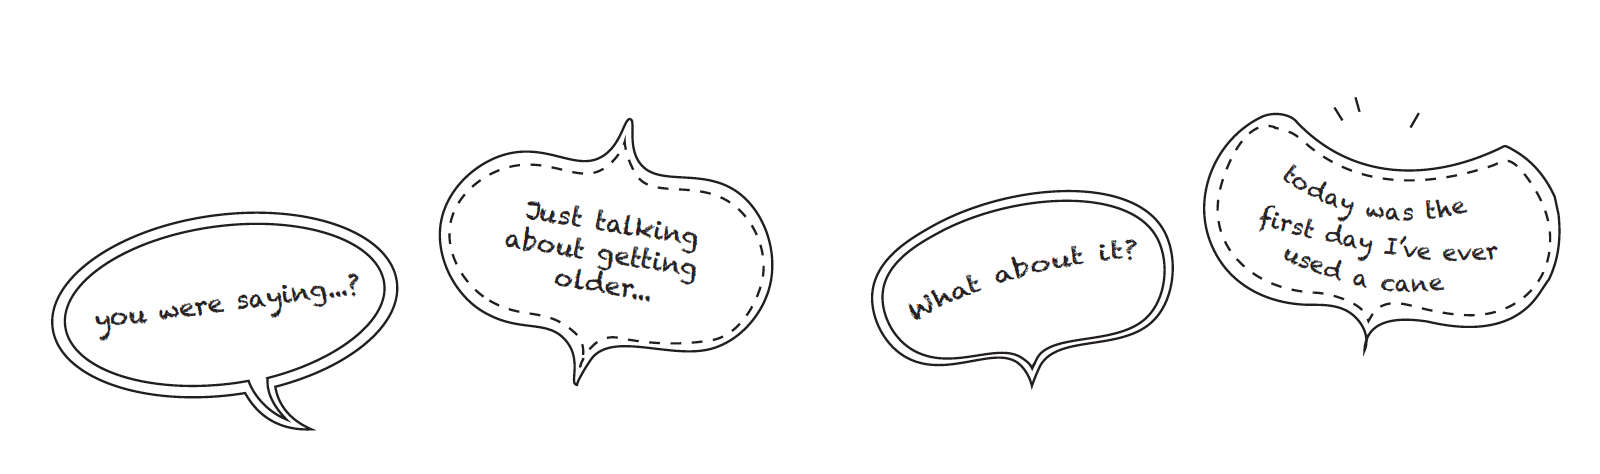 you were saying...?
Just talking
about getting
older...
What about it?
today was the
first day I've ever
used a cane